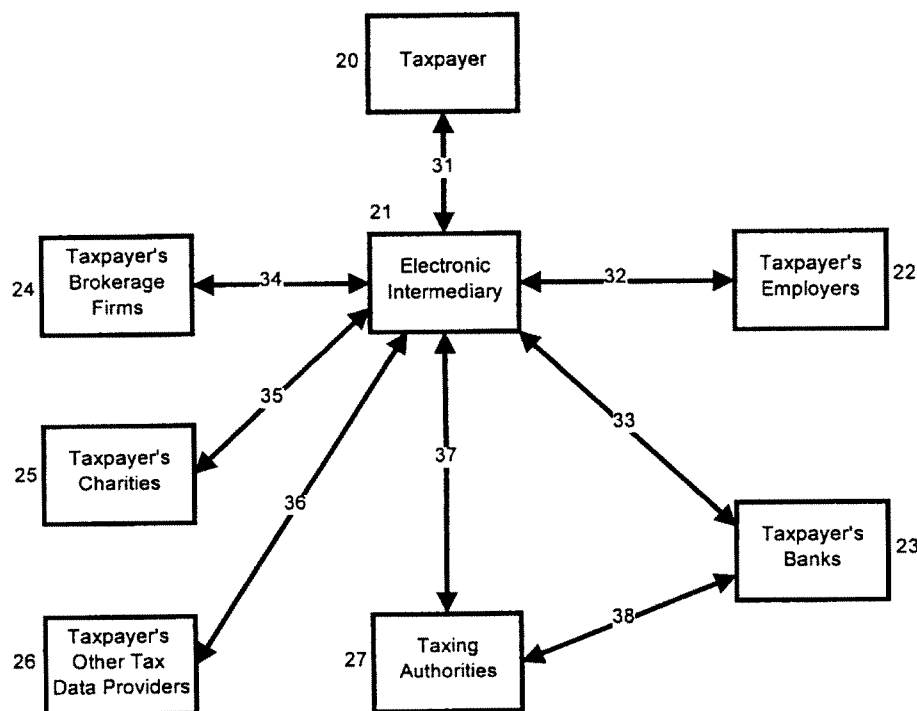 20
Taxpayer
31
21
Electronic
Intermediary
24
Taxpayer's
Brokerage
Firms
34
32
Taxpayer's
Employers
22
35
33
25
Taxpayer's
Charities
37
36
Taxpayer's
Banks
23
38
26
Taxpayer's
Other Tax
Data Providers
27
Taxing
Authorities